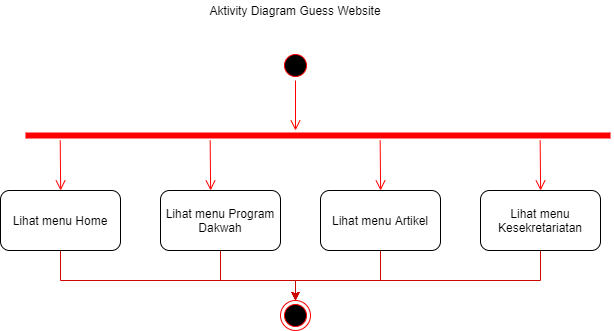 Aktivity Diagram Guess Website
Lihat menu Home
Lihat menu Program
Dakwah
Lihat menu Artikel
Lihat menu
Kesekretariatan